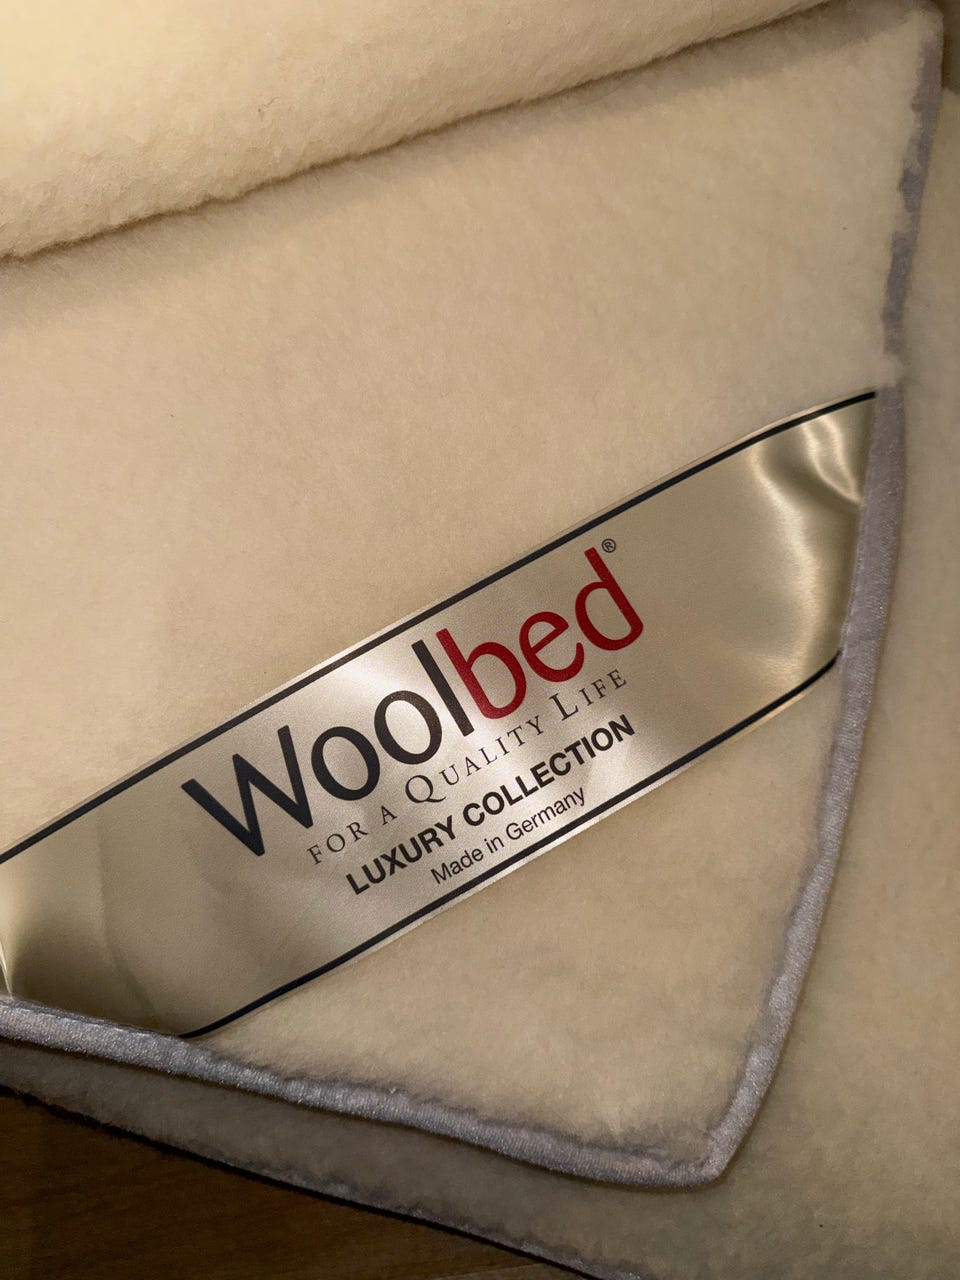 Woolbed®
FOR A QUALITY LIFE
LUXURY COLLECTION
Made in Germany